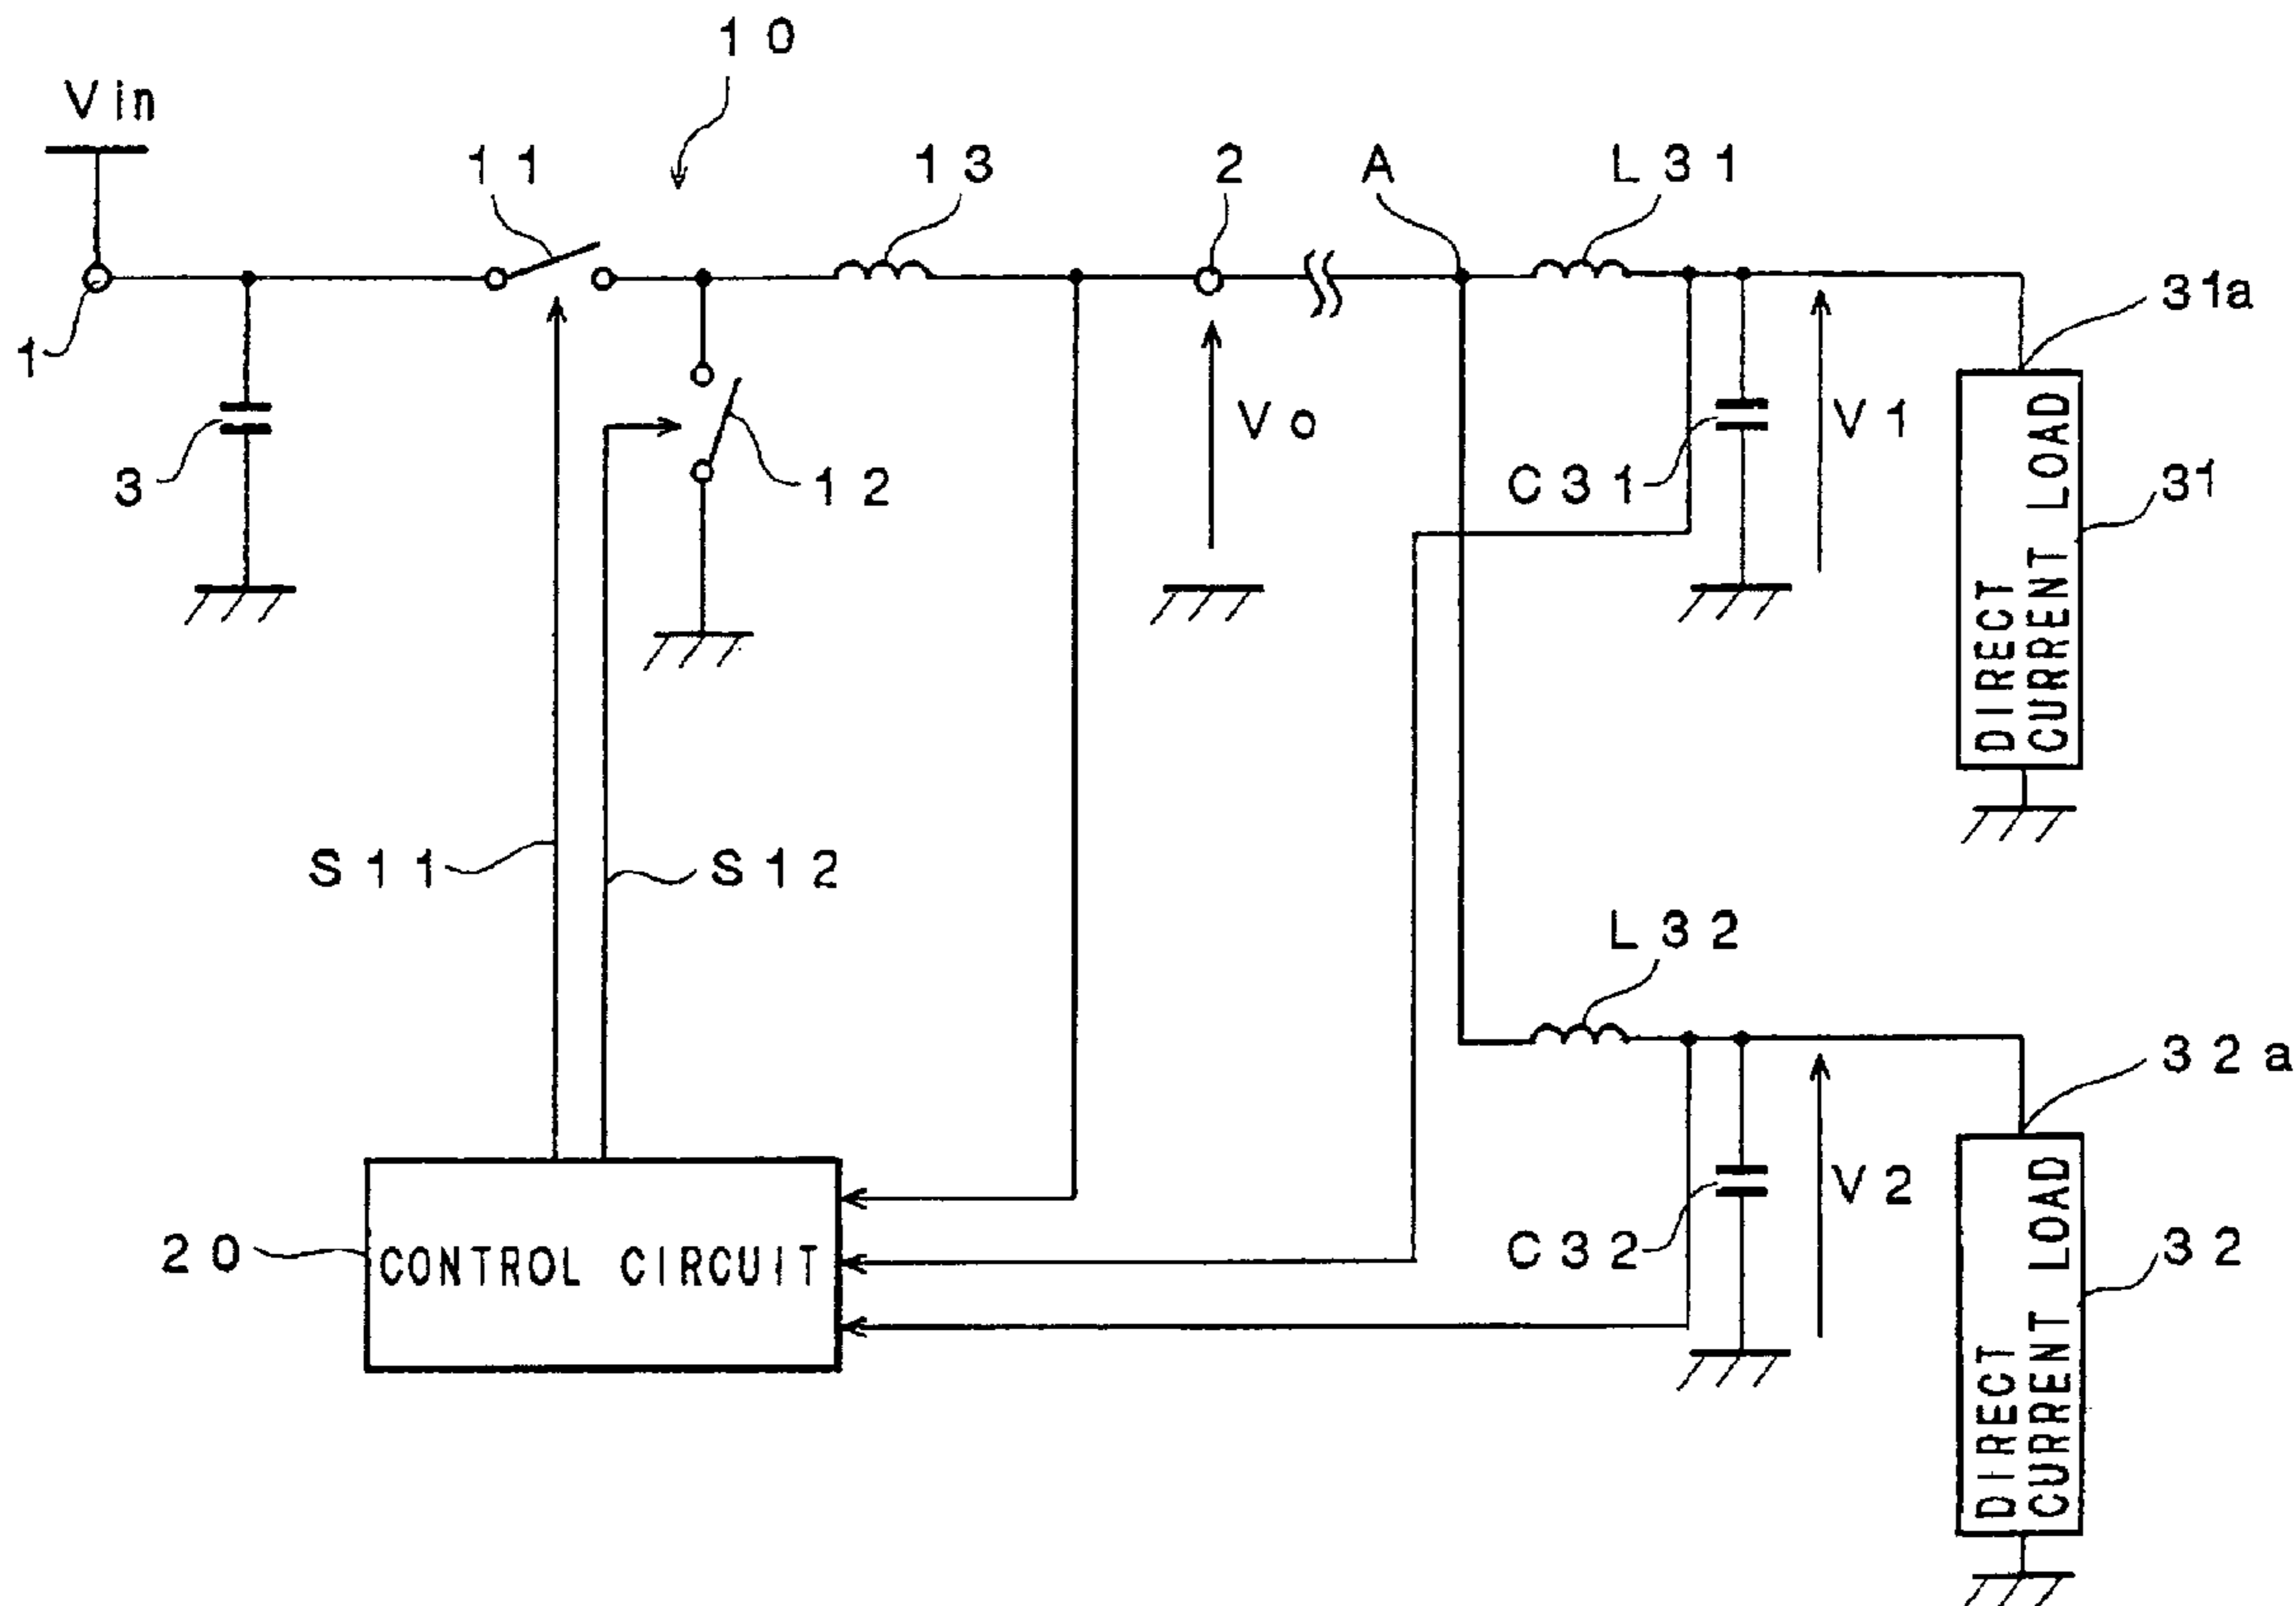 10
Vin
11
13
2
A
L31
31a
1
3
12
Vo
C31
V1
DIRECT
CURRENT LOAD
31
S11
S12
L32
32a
20
CONTROL CIRCUIT
C32
V2
DIRECT
CURRENT LOAD
32